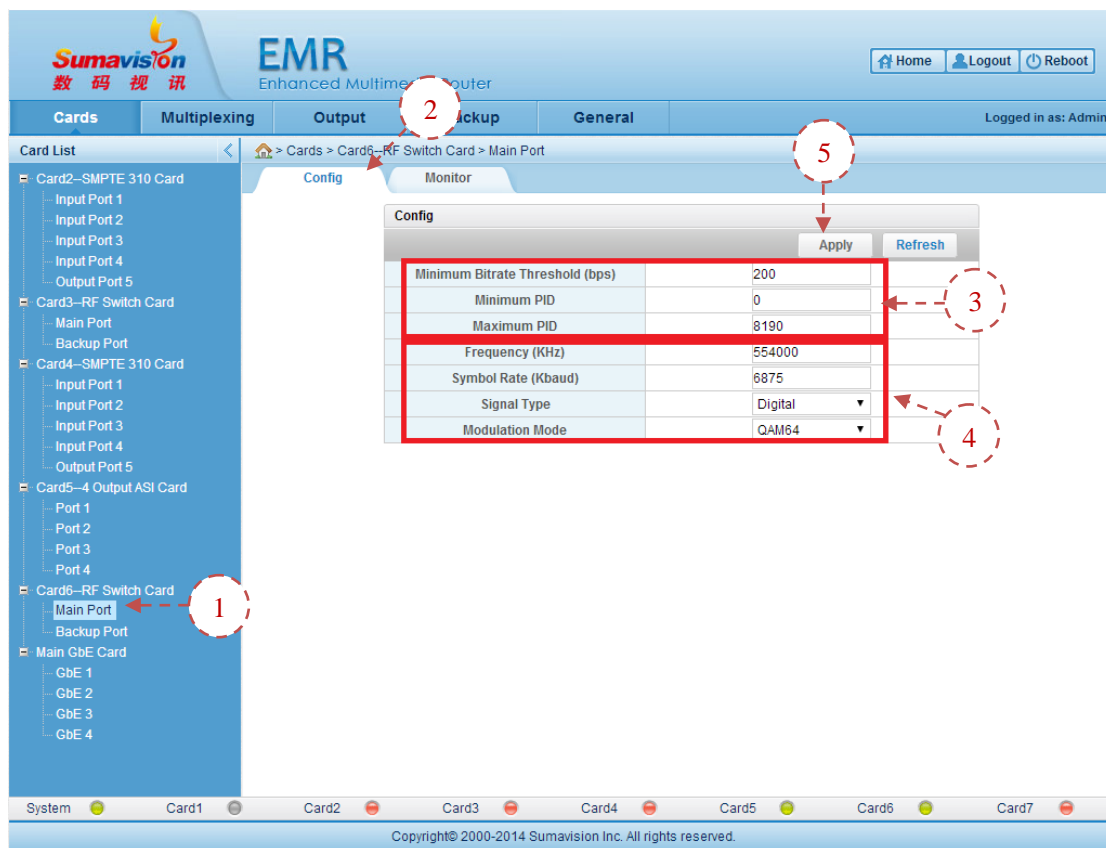 Sumavision
数码视讯
EMR
Enhanced Multimedia Router
Home Logout Reboot
Cards Multiplexing Output General
Logged in as: Admin
2
Card List
> Cards > Card6--RF Switch Card > Main Port
5
Config Monitor
Card2--SMPTE 310 Card
Input Port 1
Input Port 2
Input Port 3
Input Port 4
Output Port 5
Card3--RF Switch Card
Main Port
Backup Port
Card4--SMPTE 310 Card
Input Port 1
Input Port 2
Input Port 3
Input Port 4
Output Port 5
Card5--4 Output ASI Card
Port 1
Port 2
Port 3
Port 4
Card6--RF Switch Card
Main Port
Backup Port
Main GbE Card
GbE 1
GbE 2
GbE 3
GbE 4
1
Config
Apply Refresh
Minimum Bitrate Threshold (bps) 200
Minimum PID 0
Maximum PID 8190
3
Frequency (KHz) 554000
Symbol Rate (Kbaud) 6875
Signal Type Digital
Modulation Mode QAM64
4
System Card1 Card2 Card3 Card4 Card5 Card6 Card7
Copyright© 2000-2014 Sumavision Inc. All rights reserved.